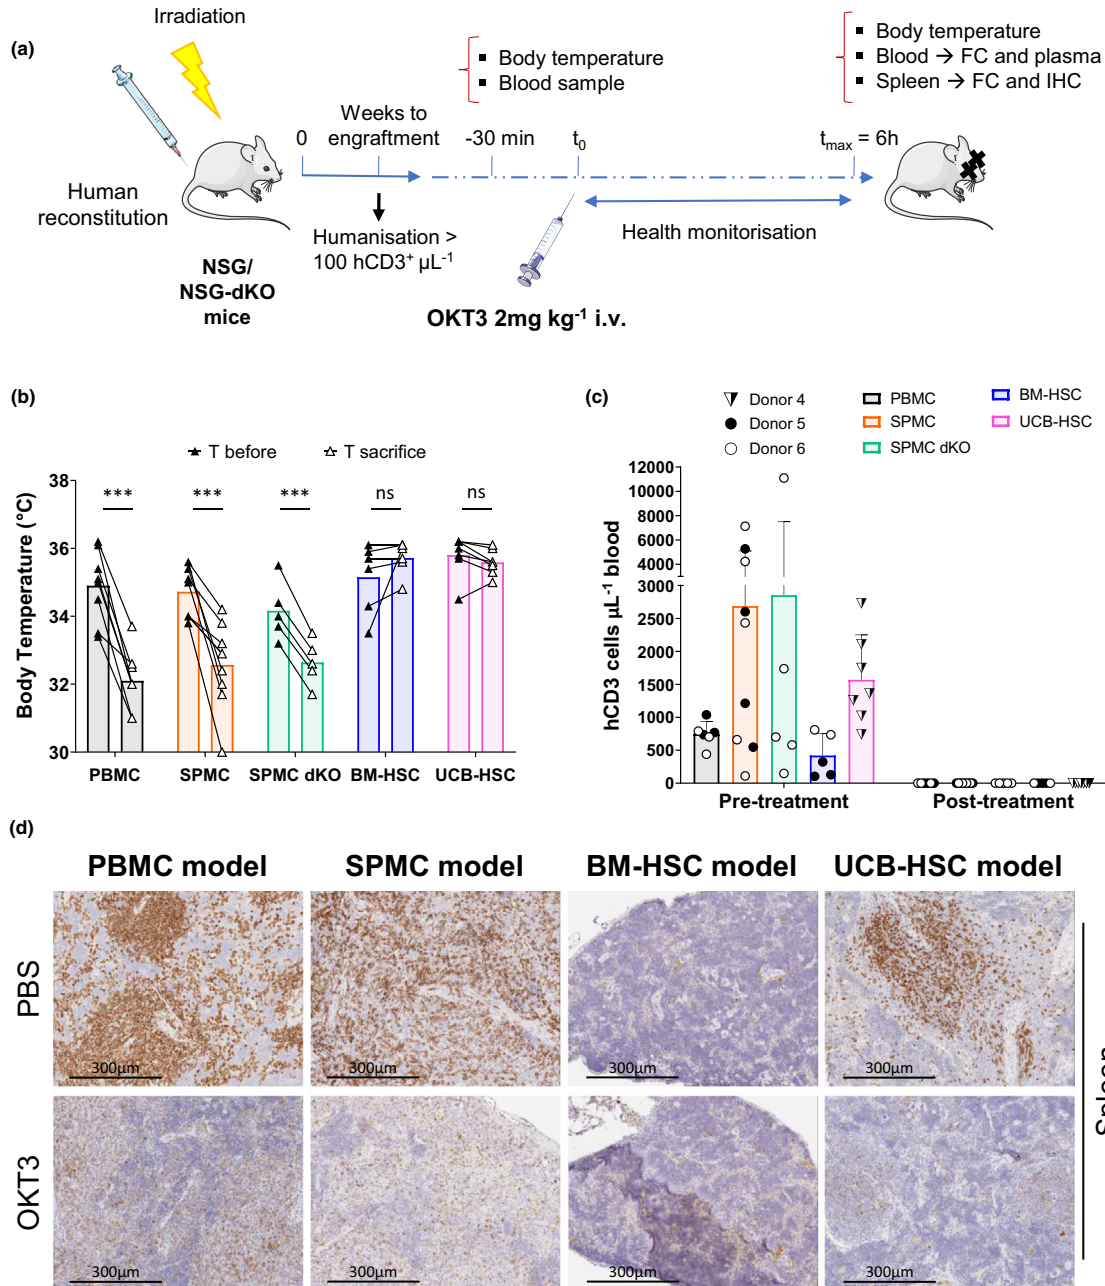 (a)
Irradiation
Human
reconstitution
NSG/
NSG-dKO
mice
0
Weeks to
engraftment
Humanisation >
100 hCD3⁺ µL⁻¹
▪ Body temperature
▪ Blood sample
-30 min
t₀
OKT3 2mg kg⁻¹ i.v.
Health monitorisation
▪ Body temperature
▪ Blood → FC and plasma
▪ Spleen → FC and IHC
tmax = 6h
(b)
T before
T sacrifice
*** *** *** ns ns
Body Temperature (°C)
38
36
34
32
30
PBMC SPMC SPMC dKO BM-HSC UCB-HSC
(c)
Donor 4
Donor 5
Donor 6
PBMC
SPMC
SPMC dKO
BM-HSC
UCB-HSC
hCD3 cells µL⁻¹ blood
12000
10000
8000
6000
4000
3000
2500
2000
1500
1000
500
0
Pre-treatment Post-treatment
(d)
PBMC model SPMC model BM-HSC model UCB-HSC model
PBS
300µm 300µm 300µm 300µm
OKT3
300µm 300µm 300µm 300µm
Spleen